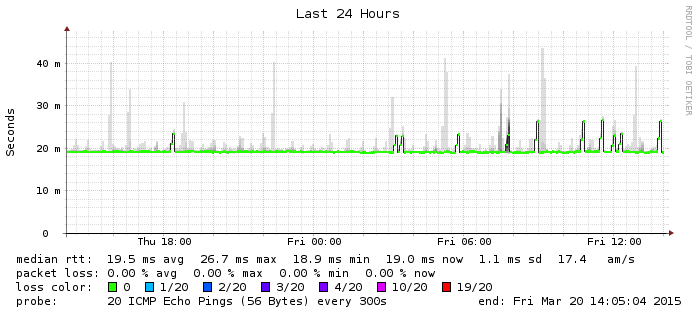 Last 24 Hours
RRDTOOL / TOBI OETIKER
Seconds
40 m
30 m
20 m
10 m
0
Thu 18:00 Fri 00:00 Fri 06:00 Fri 12:00
median rtt: 19.5 ms avg 26.7 ms max 18.9 ms min 19.0 ms now 1.1 ms sd 17.4 am/s
packet loss: 0.00 % avg 0.00 % max 0.00 % min 0.00 % now
loss color: 0 1/20 2/20 3/20 4/20 10/20 19/20
probe: 20 ICMP Echo Pings (56 Bytes) every 300s end: Fri Mar 20 14:05:04 2015